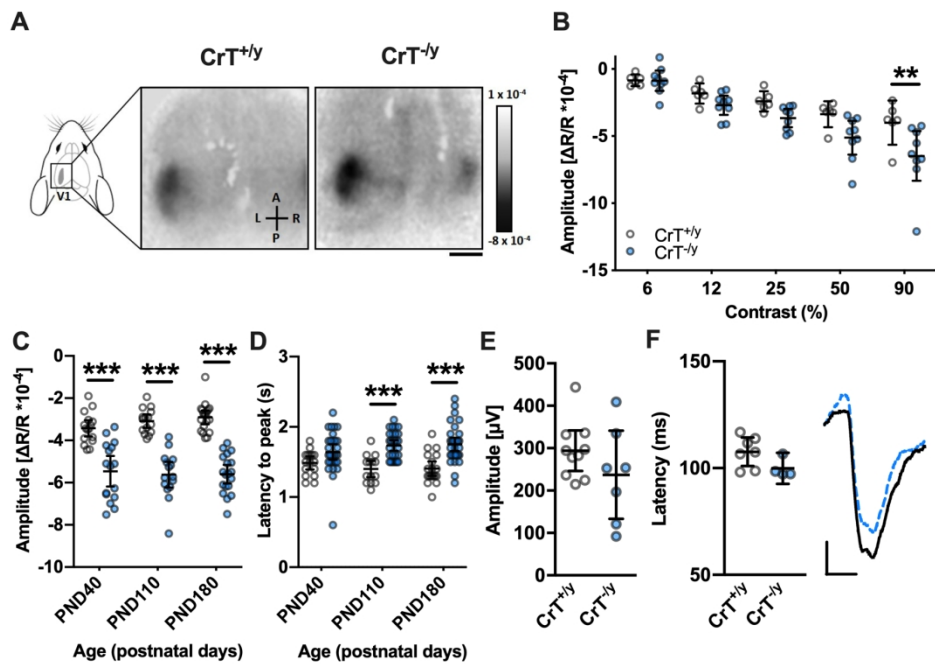 A
CrT+/y
CrT-/y
V1
A
L R
P
1 x 10-4
-8 x 10-4
B
Amplitude [ΔR/R *10-4]
0
-5
-10
-15
**
CrT+/y
CrT-/y
6 12 25 50 90
Contrast (%)
C
Amplitude [ΔR/R *10-4]
0
-2
-4
-6
-8
-10
*** *** ***
PND40 PND110 PND180
Age (postnatal days)
D
Latency to peak (s)
3
2
1
0
*** ***
PND40 PND110 PND180
Age (postnatal days)
E
Amplitude [µV]
500
400
300
200
100
0
CrT+/y CrT-/y
F
Latency (ms)
150
100
50
CrT+/y CrT-/y